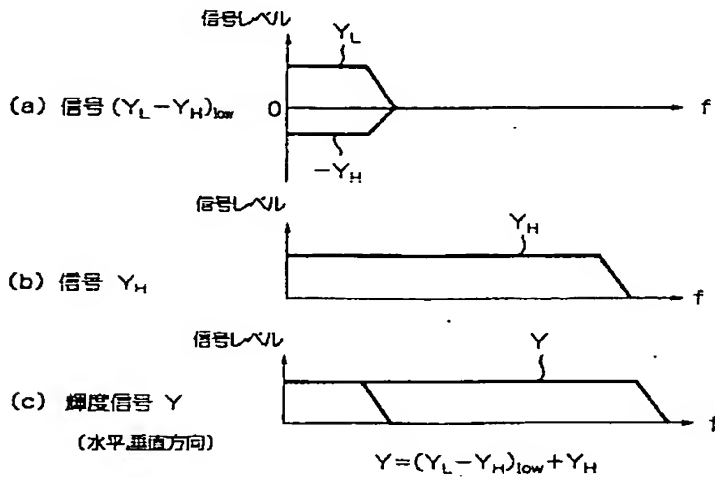 信号レベル
Y_L
(a) 信号 (Y_L−Y_H)_low
0
f
−Y_H
信号レベル
Y_H
(b) 信号 Y_H
f
信号レベル
Y
(c) 輝度信号 Y
f
(水平,垂直方向)
Y=(Y_L−Y_H)_low+Y_H